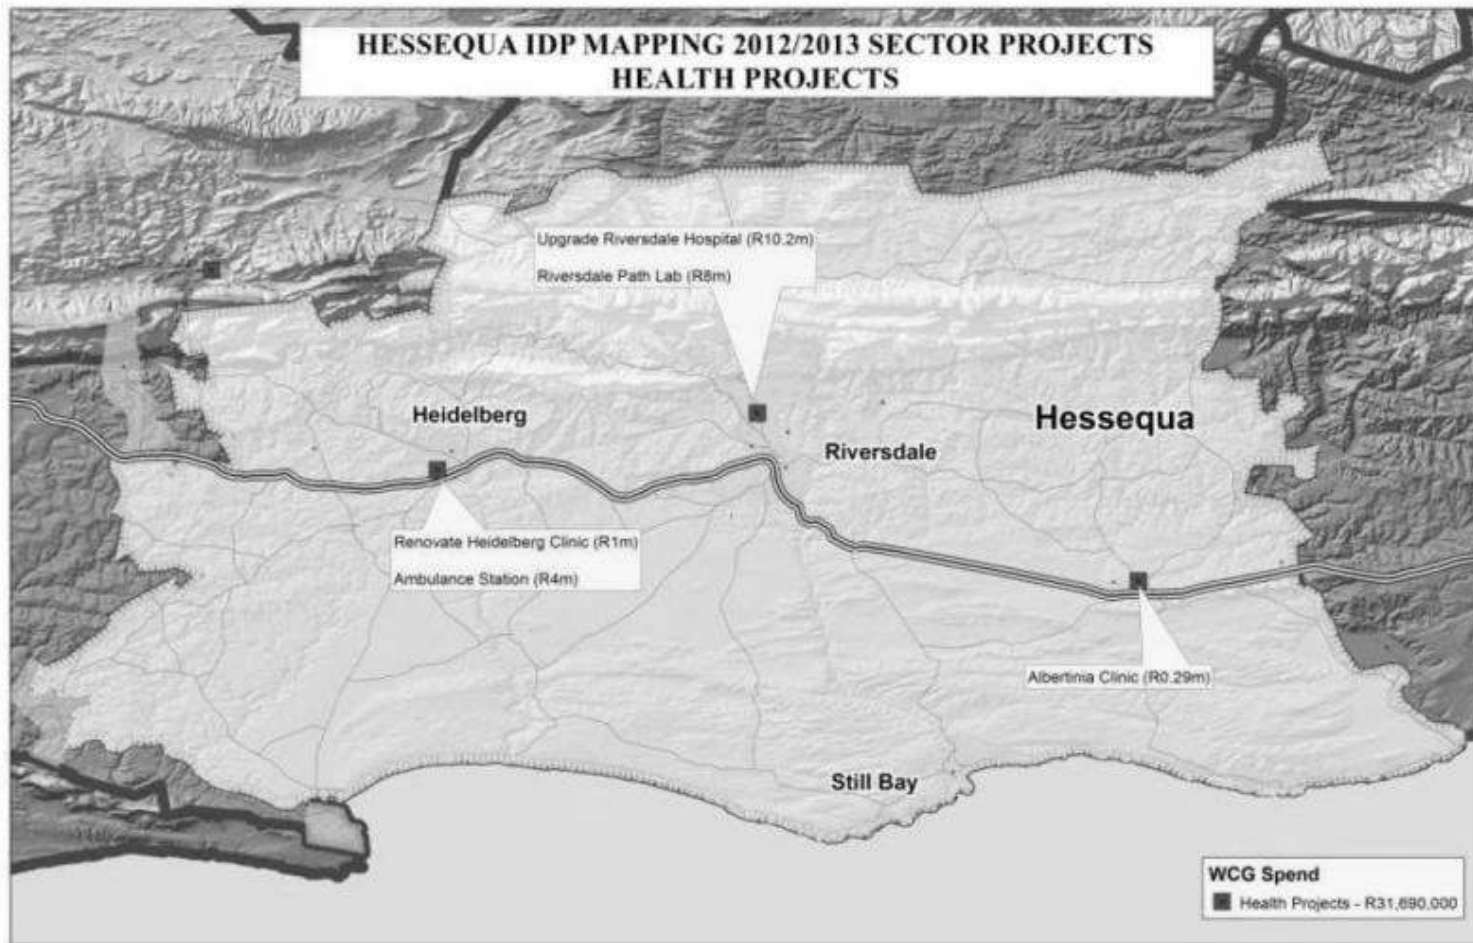 HESSEQUA IDP MAPPING 2012/2013 SECTOR PROJECTS
HEALTH PROJECTS
Upgrade Riversdale Hospital (R10.2m)
Riversdale Path Lab (R8m)
Heidelberg
Hessequa
Riversdale
Renovate Heidelberg Clinic (R1m)
Ambulance Station (R4m)
Albertinia Clinic (R0.29m)
Still Bay
WCG Spend
Health Projects - R31,690,000